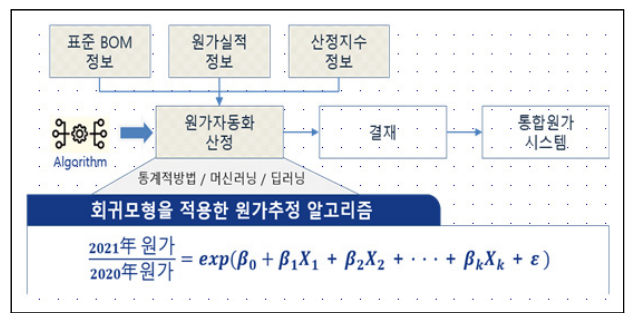 표준 BOM
정보
원가실적
정보
산정지수
정보
Algorithm
원가자동화
산정
결재
통합원가
시스템
통계적방법 / 머신러닝 / 딥러닝
회귀모형을 적용한 원가추정 알고리즘
2021年 원가
2020年원가
= exp(β₀ + β₁X₁ + β₂X₂ + · · · + βₖXₖ + ε )